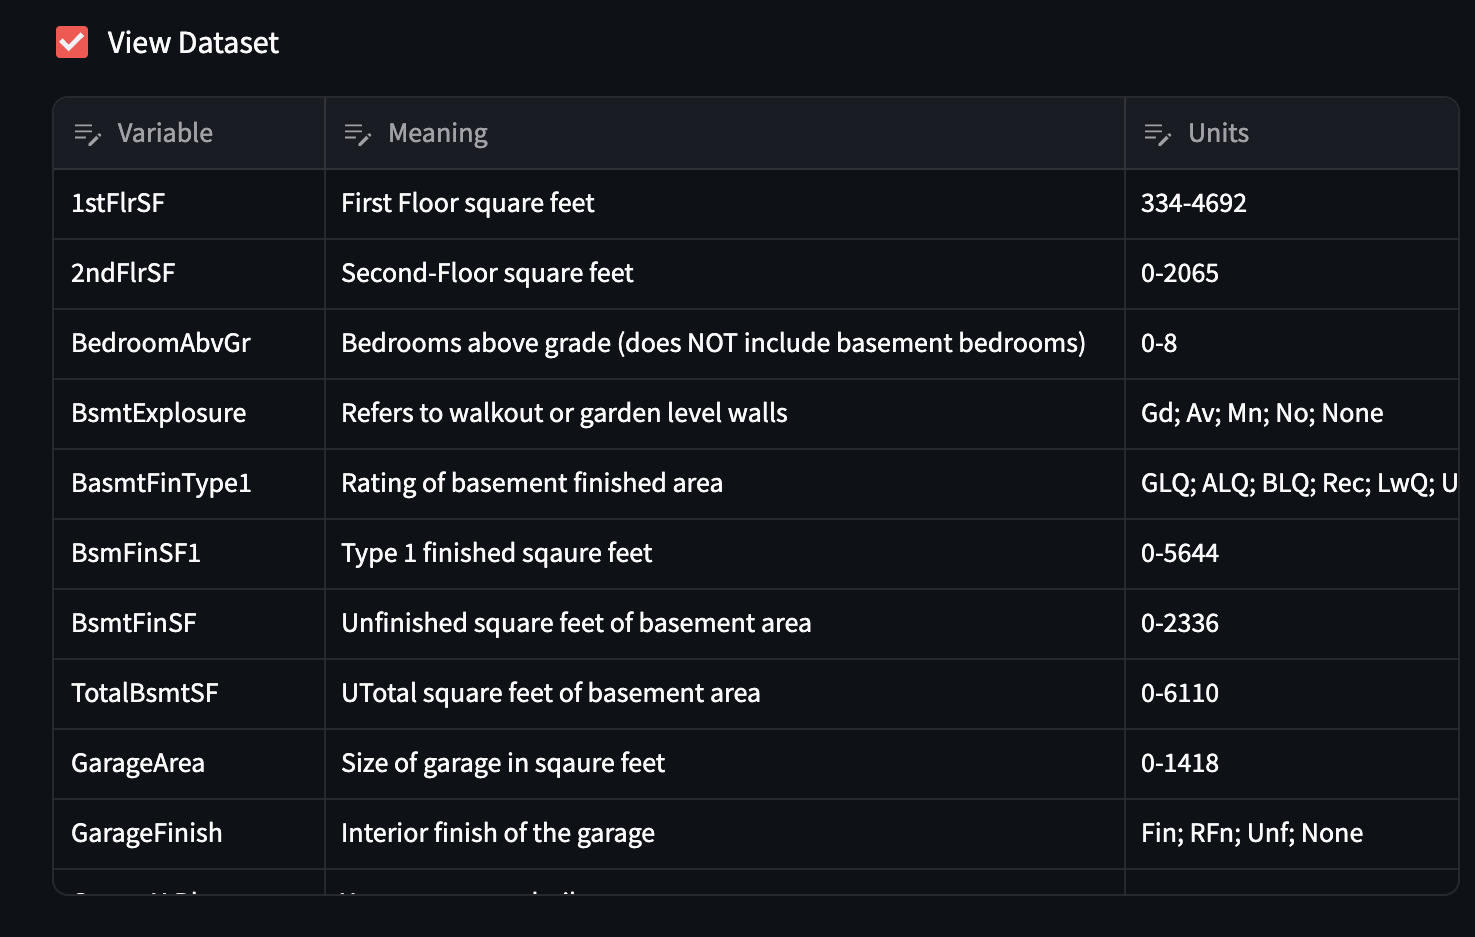 View Dataset
Variable Meaning Units
1stFlrSF First Floor square feet 334-4692
2ndFlrSF Second-Floor square feet 0-2065
BedroomAbvGr Bedrooms above grade (does NOT include basement bedrooms) 0-8
BsmtExplosure Refers to walkout or garden level walls Gd; Av; Mn; No; None
BasmtFinType1 Rating of basement finished area GLQ; ALQ; BLQ; Rec; LwQ; U
BsmFinSF1 Type 1 finished sqaure feet 0-5644
BsmtFinSF Unfinished square feet of basement area 0-2336
TotalBsmtSF UTotal square feet of basement area 0-6110
GarageArea Size of garage in sqaure feet 0-1418
GarageFinish Interior finish of the garage Fin; RFn; Unf; None